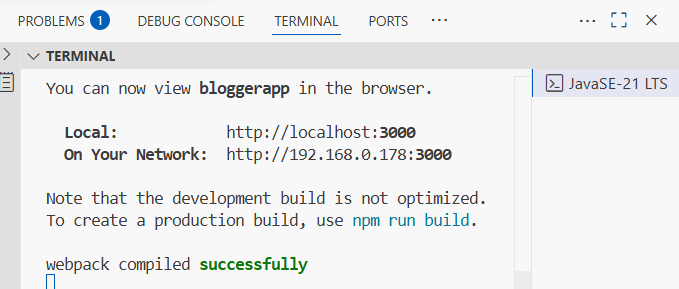 PROBLEMS 1 DEBUG CONSOLE TERMINAL PORTS
TERMINAL
You can now view bloggerapp in the browser.
Local: http://localhost:3000
On Your Network: http://192.168.0.178:3000
Note that the development build is not optimized.
To create a production build, use npm run build.
webpack compiled successfully
JavaSE-21 LTS